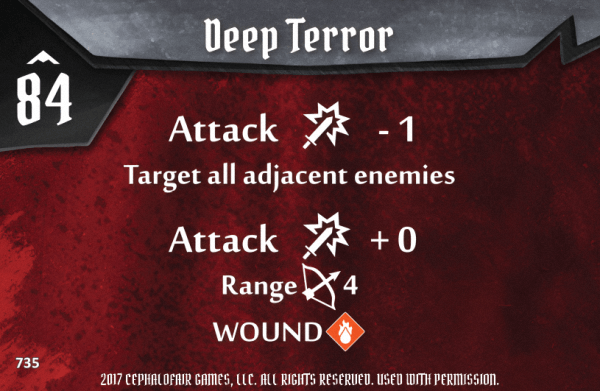 Deep Terror
84
Attack - 1
Target all adjacent enemies
Attack + 0
Range 4
WOUND
735
2017 CEPHALOFAIR GAMES, LLC. ALL RIGHTS RESERVED. USED WITH PERMISSION.